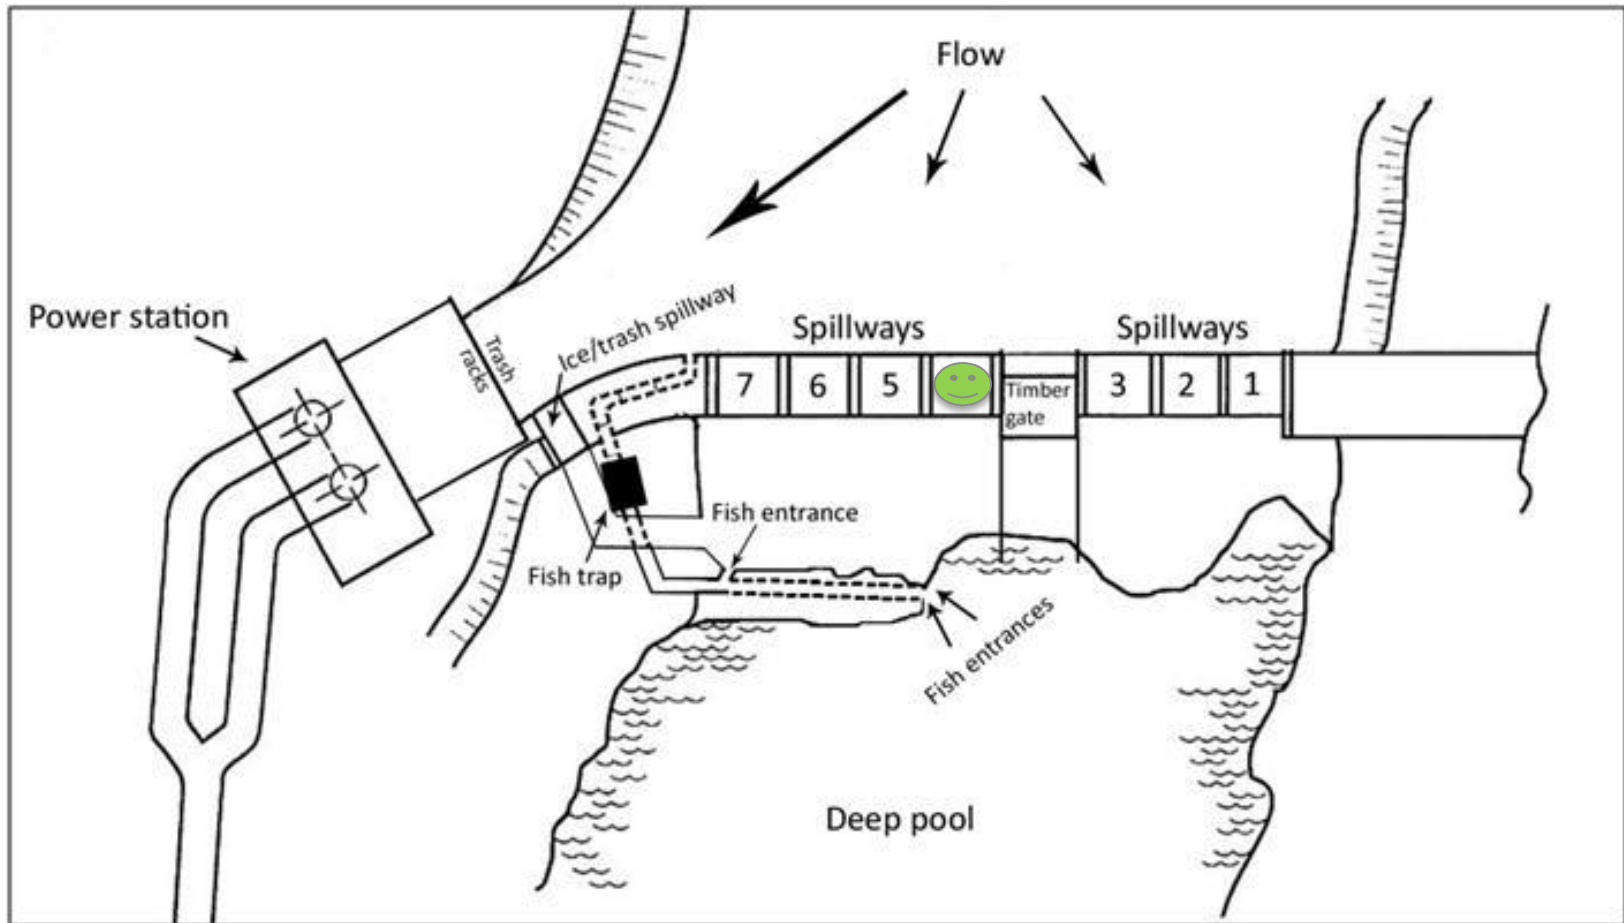 Flow
Power station
Trash
racks
Ice/trash spillway
Spillways
Spillways
7 6 5
Timber
gate
3 2 1
Fish entrance
Fish trap
Fish entrances
Deep pool